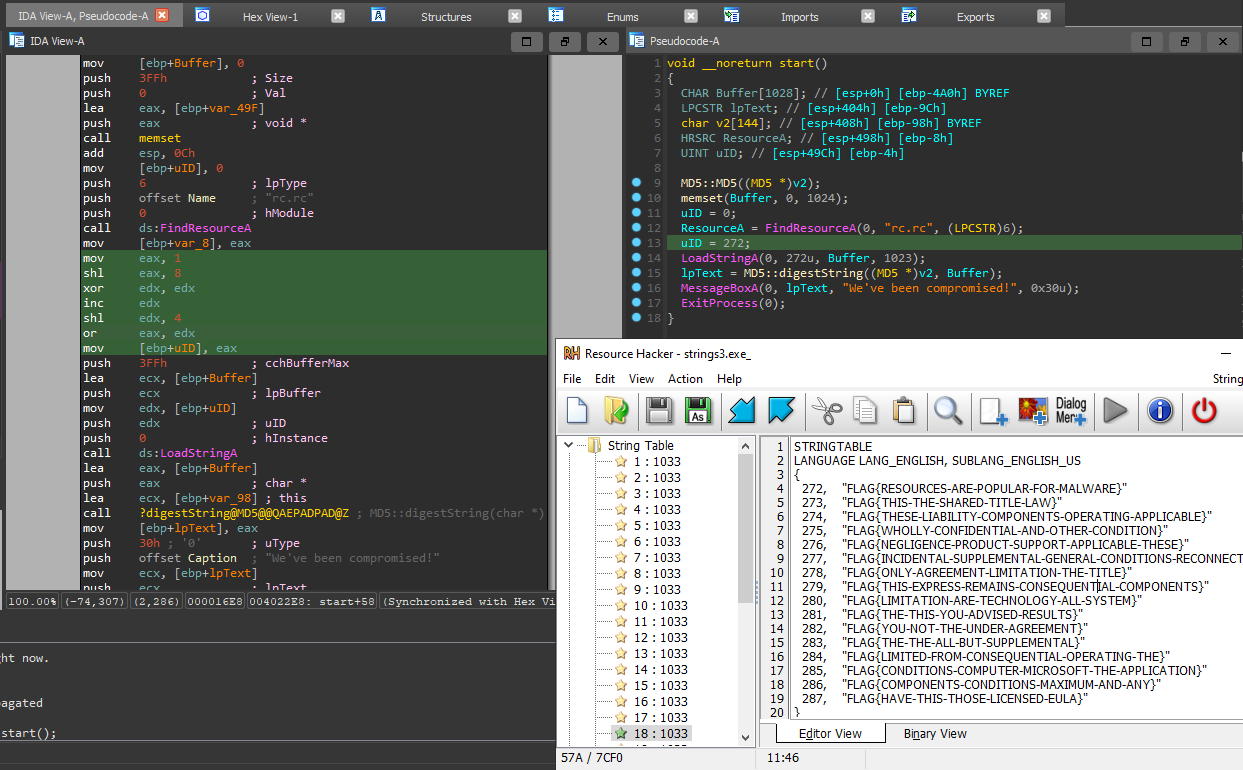 IDA View-A, Pseudocode-A
Hex View-1
Structures
Enums
Imports
Exports
IDA View-A
mov [ebp+Buffer], 0
push 3FFh ; Size
push 0 ; Val
lea eax, [ebp+var_49F]
push eax ; void *
call memset
add esp, 0Ch
mov [ebp+uID], 0
push 6 ; lpType
push offset Name ; "rc.rc"
push 0 ; hModule
call ds:FindResourceA
mov [ebp+var_8], eax
mov eax, 1
shl eax, 8
xor edx, edx
inc edx
shl edx, 4
or eax, edx
mov [ebp+uID], eax
push 3FFh ; cchBufferMax
lea ecx, [ebp+Buffer]
push ecx ; lpBuffer
mov edx, [ebp+uID]
push edx ; uID
push 0 ; hInstance
call ds:LoadStringA
lea eax, [ebp+Buffer]
push eax ; char *
lea ecx, [ebp+var_98] ; this
call ?digestString@MD5@@QAEPADPAD@Z ; MD5::digestString(char *)
mov [ebp+lpText], eax
push 30h ; '0' ; uType
push offset Caption ; "We've been compromised!"
mov ecx, [ebp+lpText]
push ecx ; lpText
100.00% (-74,307) (2,286) 000016E8 004022E8: start+58 (Synchronized with Hex Vi
ght now.
pagated
start();
Pseudocode-A
1 void __noreturn start()
2 {
3 CHAR Buffer[1028]; // [esp+0h] [ebp-4A0h] BYREF
4 LPCSTR lpText; // [esp+404h] [ebp-9Ch]
5 char v2[144]; // [esp+408h] [ebp-98h] BYREF
6 HRSRC ResourceA; // [esp+498h] [ebp-8h]
7 UINT uID; // [esp+49Ch] [ebp-4h]
8
9 MD5::MD5((MD5 *)v2);
10 memset(Buffer, 0, 1024);
11 uID = 0;
12 ResourceA = FindResourceA(0, "rc.rc", (LPCSTR)6);
13 uID = 272;
14 LoadStringA(0, 272u, Buffer, 1023);
15 lpText = MD5::digestString((MD5 *)v2, Buffer);
16 MessageBoxA(0, lpText, "We've been compromised!", 0x30u);
17 ExitProcess(0);
18 }
RH Resource Hacker - strings3.exe_
File Edit View Action Help String
As
Dialog
Menu
String Table
1 : 1033
2 : 1033
3 : 1033
4 : 1033
5 : 1033
6 : 1033
7 : 1033
8 : 1033
9 : 1033
10 : 1033
11 : 1033
12 : 1033
13 : 1033
14 : 1033
15 : 1033
16 : 1033
17 : 1033
18 : 1033
1 STRINGTABLE
2 LANGUAGE LANG_ENGLISH, SUBLANG_ENGLISH_US
3 {
4 272, "FLAG{RESOURCES-ARE-POPULAR-FOR-MALWARE}"
5 273, "FLAG{THIS-THE-SHARED-TITLE-LAW}"
6 274, "FLAG{THESE-LIABILITY-COMPONENTS-OPERATING-APPLICABLE}"
7 275, "FLAG{WHOLLY-CONFIDENTIAL-AND-OTHER-CONDITION}"
8 276, "FLAG{NEGLIGENCE-PRODUCT-SUPPORT-APPLICABLE-THESE}"
9 277, "FLAG{INCIDENTAL-SUPPLEMENTAL-GENERAL-CONDITIONS-RECONNECT
10 278, "FLAG{ONLY-AGREEMENT-LIMITATION-THE-TITLE}"
11 279, "FLAG{THIS-EXPRESS-REMAINS-CONSEQUENTIAL-COMPONENTS}"
12 280, "FLAG{LIMITATION-ARE-TECHNOLOGY-ALL-SYSTEM}"
13 281, "FLAG{THE-THIS-YOU-ADVISED-RESULTS}"
14 282, "FLAG{YOU-NOT-THE-UNDER-AGREEMENT}"
15 283, "FLAG{THE-THE-ALL-BUT-SUPPLEMENTAL}"
16 284, "FLAG{LIMITED-FROM-CONSEQUENTIAL-OPERATING-THE}"
17 285, "FLAG{CONDITIONS-COMPUTER-MICROSOFT-THE-APPLICATION}"
18 286, "FLAG{COMPONENTS-CONDITIONS-MAXIMUM-AND-ANY}"
19 287, "FLAG{HAVE-THIS-THOSE-LICENSED-EULA}"
20 }
Editor View Binary View
57A / 7CF0 11:46